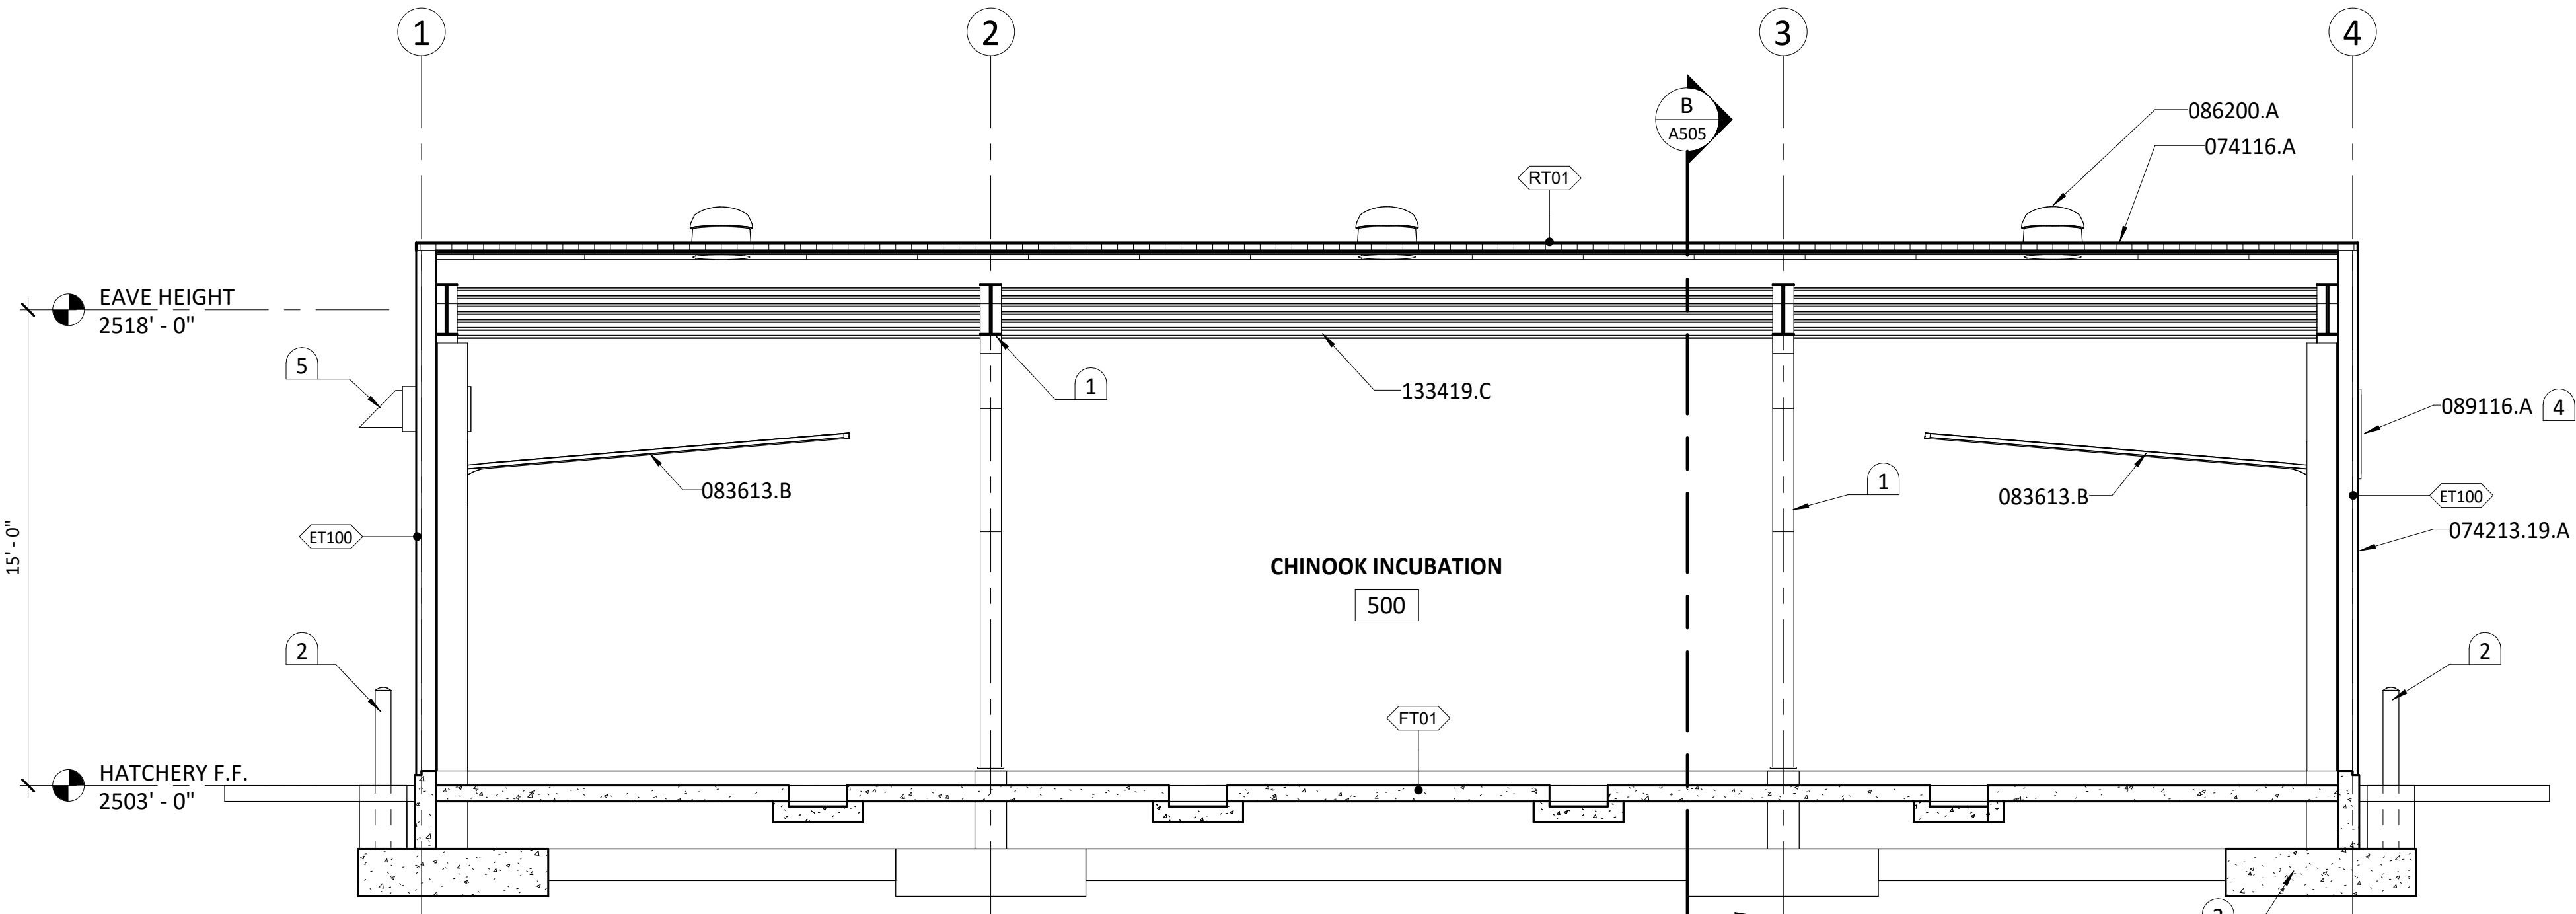 1
2
3
4
B
A505
086200.A
074116.A
RT01
EAVE HEIGHT
2518' - 0"
5
1
133419.C
089116.A 4
083613.B
1
083613.B
ET100
15' - 0"
ET100
074213.19.A
CHINOOK INCUBATION
500
2
2
FT01
HATCHERY F.F.
2503' - 0"